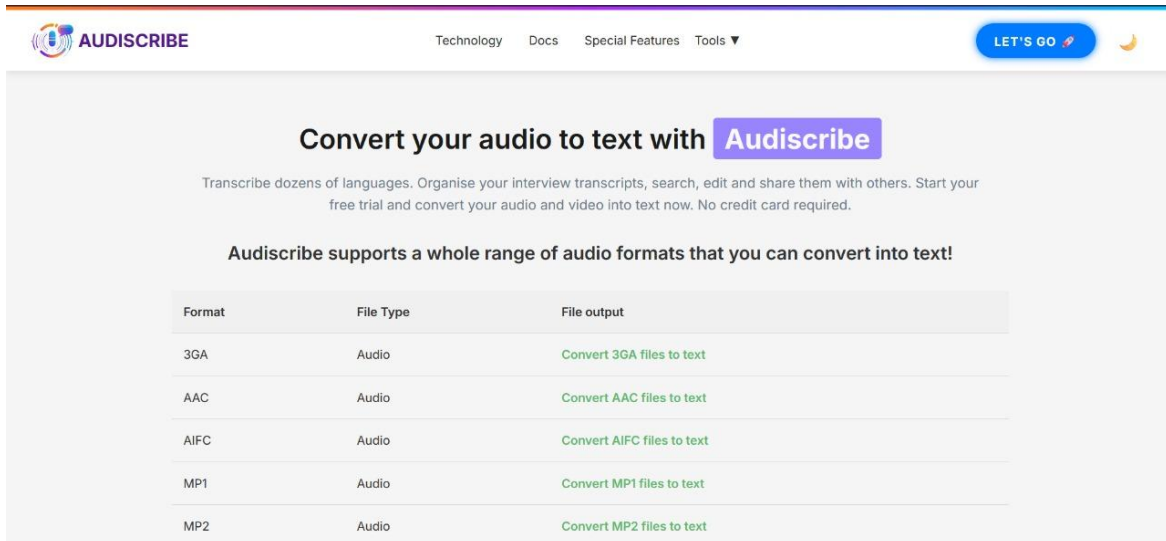 AUDISCRIBE
Technology Docs Special Features Tools ▼
LET'S GO 🚀
Convert your audio to text with Audiscribe
Transcribe dozens of languages. Organise your interview transcripts, search, edit and share them with others. Start your
free trial and convert your audio and video into text now. No credit card required.
Audiscribe supports a whole range of audio formats that you can convert into text!
Format File Type File output
3GA Audio Convert 3GA files to text
AAC Audio Convert AAC files to text
AIFC Audio Convert AIFC files to text
MP1 Audio Convert MP1 files to text
MP2 Audio Convert MP2 files to text